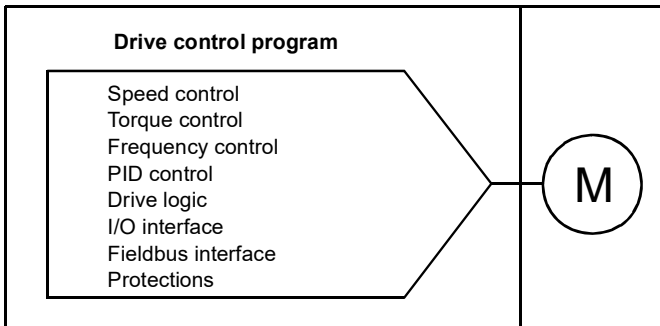 Drive control program
Speed control
Torque control
Frequency control
PID control
Drive logic
I/O interface
Fieldbus interface
Protections
M